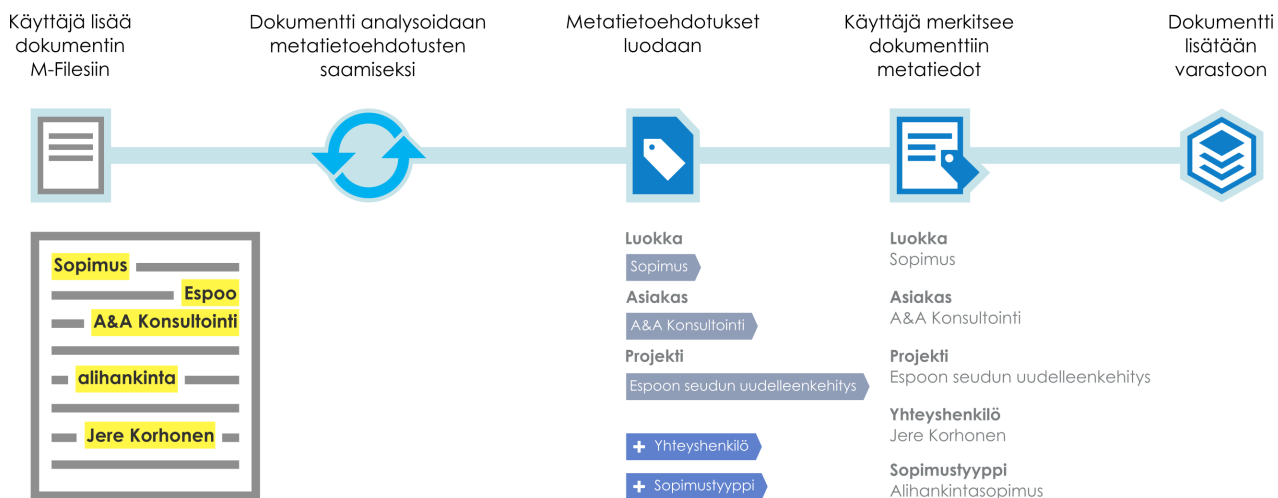 Käyttäjä lisää
dokumentin
M-Filesiin
Dokumentti analysoidaan
metatietoehdotusten
saamiseksi
Metatietoehdotukset
luodaan
Käyttäjä merkitsee
dokumenttiin
metatiedot
Dokumentti
lisätään
varastoon
Sopimus
Espoo
A&A Konsultointi
alihankinta
Jere Korhonen
Luokka
Sopimus
Asiakas
A&A Konsultointi
Projekti
Espoon seudun uudelleenkehitys
+ Yhteyshenkilö
+ Sopimustyyppi
Luokka
Sopimus
Asiakas
A&A Konsultointi
Projekti
Espoon seudun uudelleenkehitys
Yhteyshenkilö
Jere Korhonen
Sopimustyyppi
Alihankintasopimus